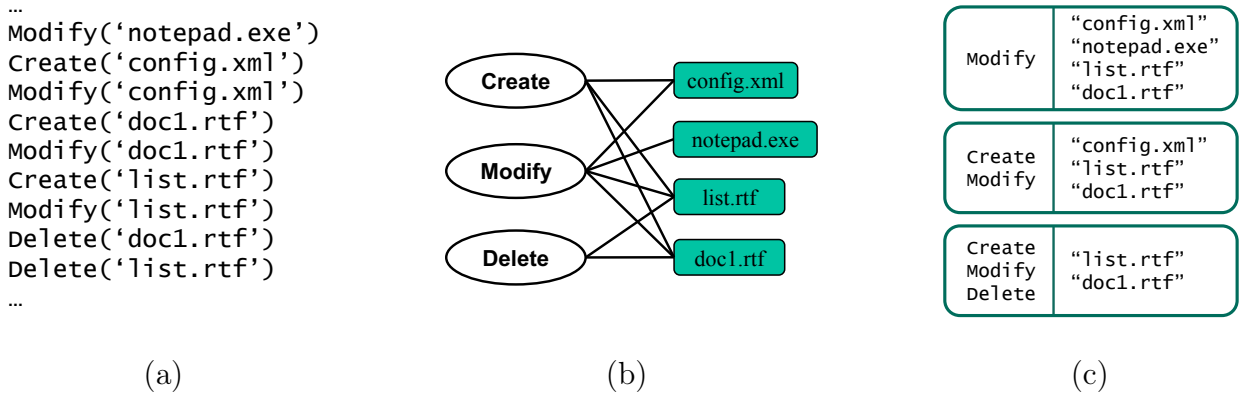 …
Modify(‘notepad.exe’)
Create(‘config.xml’)
Modify(‘config.xml’)
Create(‘doc1.rtf’)
Modify(‘doc1.rtf’)
Create(‘list.rtf’)
Modify(‘list.rtf’)
Delete(‘doc1.rtf’)
Delete(‘list.rtf’)
…
(a)
Create
Modify
Delete
config.xml
notepad.exe
list.rtf
doc1.rtf
(b)
Modify
“config.xml”
“notepad.exe”
“list.rtf”
“doc1.rtf”
Create
Modify
“config.xml”
“list.rtf”
“doc1.rtf”
Create
Modify
Delete
“list.rtf”
“doc1.rtf”
(c)